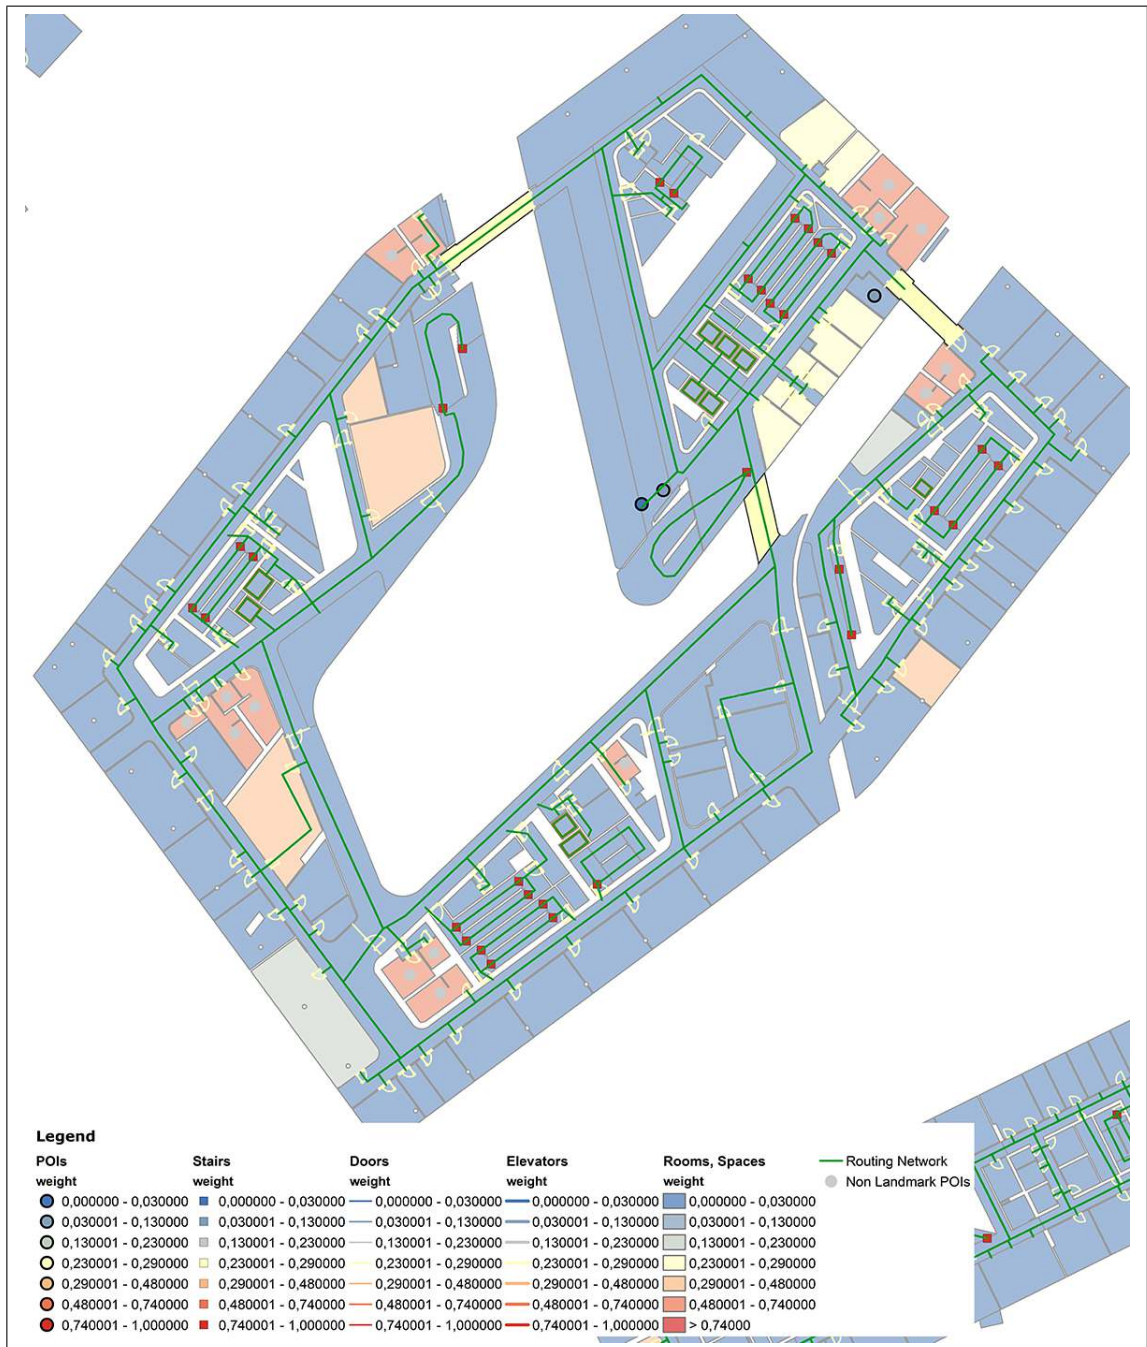 Legend
POIs Stairs Doors Elevators Rooms, Spaces Routing Network
weight weight weight weight weight Non Landmark POIs
0,000000 - 0,030000 0,000000 - 0,030000 0,000000 - 0,030000 0,000000 - 0,030000 0,000000 - 0,030000
0,030001 - 0,130000 0,030001 - 0,130000 0,030001 - 0,130000 0,030001 - 0,130000 0,030001 - 0,130000
0,130001 - 0,230000 0,130001 - 0,230000 0,130001 - 0,230000 0,130001 - 0,230000 0,130001 - 0,230000
0,230001 - 0,290000 0,230001 - 0,290000 0,230001 - 0,290000 0,230001 - 0,290000 0,230001 - 0,290000
0,290001 - 0,480000 0,290001 - 0,480000 0,290001 - 0,480000 0,290001 - 0,480000 0,290001 - 0,480000
0,480001 - 0,740000 0,480001 - 0,740000 0,480001 - 0,740000 0,480001 - 0,740000 0,480001 - 0,740000
0,740001 - 1,000000 0,740001 - 1,000000 0,740001 - 1,000000 0,740001 - 1,000000 > 0,74000